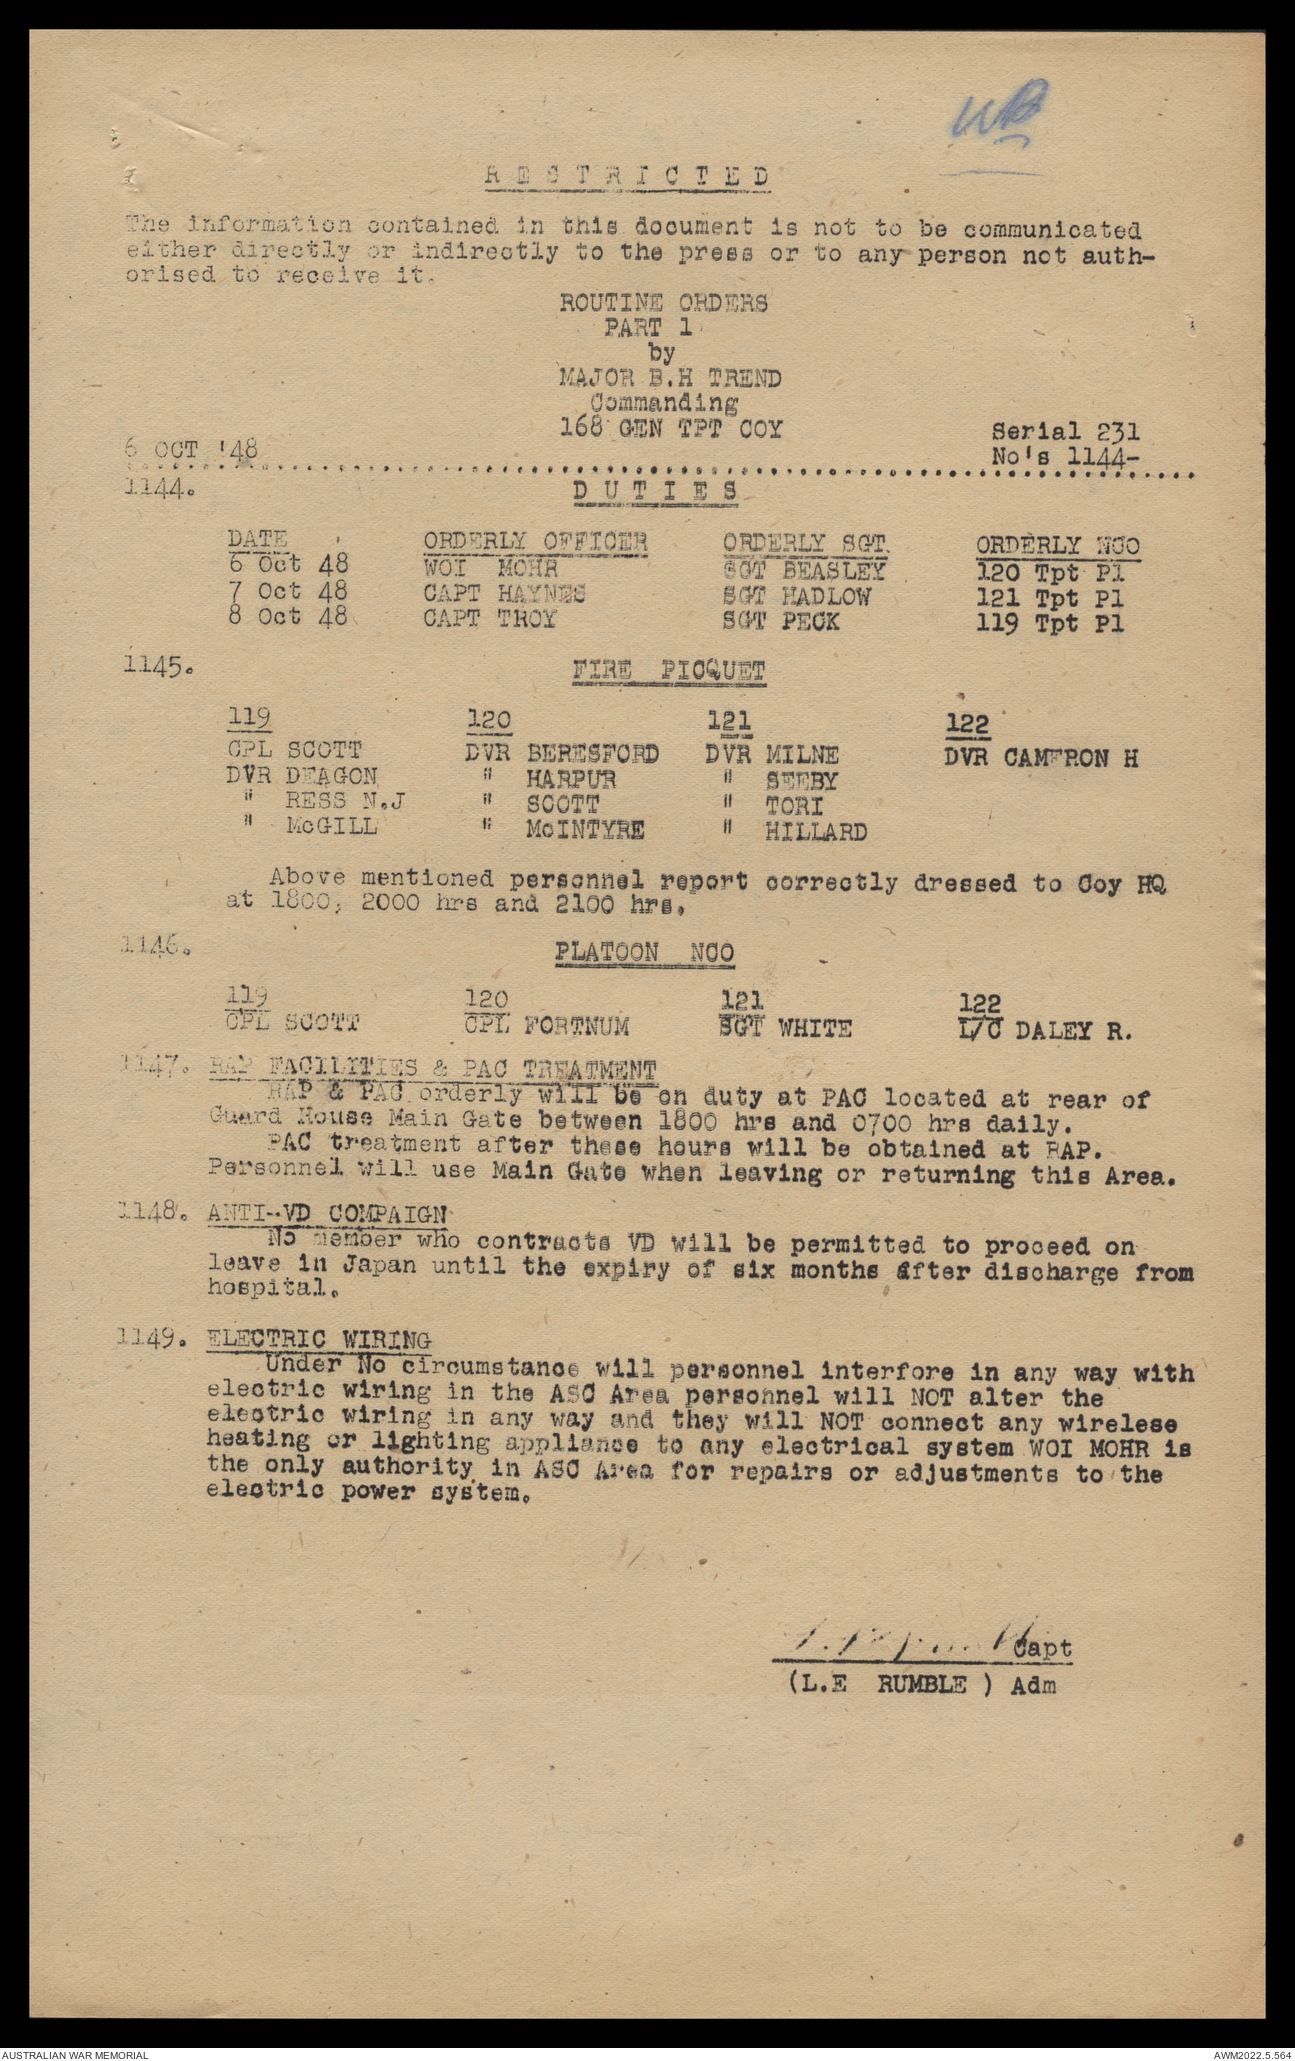 RESTRICTED
The information contained in this document is not to be communicated
either directly or indirectly to the press or to any person not auth-
orised to receive it.
ROUTINE ORDERS
PART 1
by
MAJOR B.H TREND
Commanding
168 GEN TPT COY
Serial 231
6 OCT '48
No's 1144-
1144.
DUTIES
DATE ORDERLY OFFICER ORDERLY SGT. ORDERLY NCO
6 Oct 48 WOI MOHR SGT BEASLEY 120 Tpt Pl
7 Oct 48 CAPT HAYNES SGT HADLOW 121 Tpt Pl
8 Oct 48 CAPT TROY SGT PECK 119 Tpt Pl
1145. FIRE PICQUET
119 120 121 122
CPL SCOTT DVR BERESFORD DVR MILNE DVR CAMERON H
DVR DEAGON " HARPUR " SEEBY
" RESS N.J " SCOTT " TORI
" McGILL " McINTYRE " HILLARD
Above mentioned personnel report correctly dressed to Coy HQ
at 1800, 2000 hrs and 2100 hrs.
1146. PLATOON NCO
119 120 121 122
CPL SCOTT CPL FORTNUM SGT WHITE L/C DALEY R.
1147. RAP FACILITIES & PAC TREATMENT
RAP & PAC orderly will be on duty at PAC located at rear of
Guard House Main Gate between 1800 hrs and 0700 hrs daily.
PAC treatment after these hours will be obtained at RAP.
Personnel will use Main Gate when leaving or returning this Area.
1148. ANTI-VD COMPAIGN
No member who contracts VD will be permitted to proceed on
leave in Japan until the expiry of six months after discharge from
hospital.
1149. ELECTRIC WIRING
Under No circumstance will personnel interfore in any way with
electric wiring in the ASC Area personnel will NOT alter the
electric wiring in any way and they will NOT connect any wirelese
heating or lighting appliance to any electrical system WOI MOHR is
the only authority in ASC Area for repairs or adjustments to the
electric power system.
Capt
(L.E RUMBLE ) Adm
AUSTRALIAN WAR MEMORIAL
AWM2022.5.564